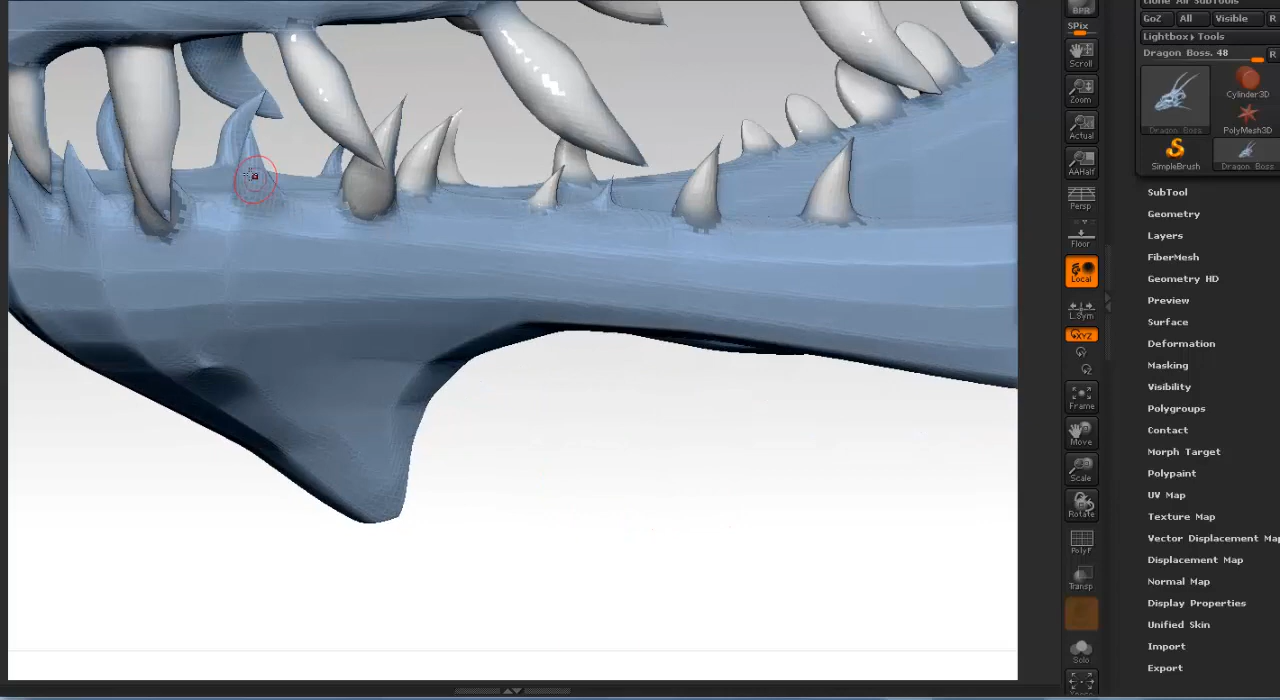 BPR
SPix
Scroll
Zoom
Actual
AAHalf
Persp
Floor
Local
L.Sym
XYZ
Frame
Move
Scale
Rotate
PolyF
Transp
Solo
Clone All SubTools
GoZ All Visible R
Lightbox▸Tools
Dragon Boss. 48 R
Dragon Boss
Cylinder3D
PolyMesh3D
SimpleBrush
Dragon Boss
SubTool
Geometry
Layers
FiberMesh
Geometry HD
Preview
Surface
Deformation
Masking
Visibility
Polygroups
Contact
Morph Target
Polypaint
UV Map
Texture Map
Vector Displacement Map
Displacement Map
Normal Map
Display Properties
Unified Skin
Import
Export